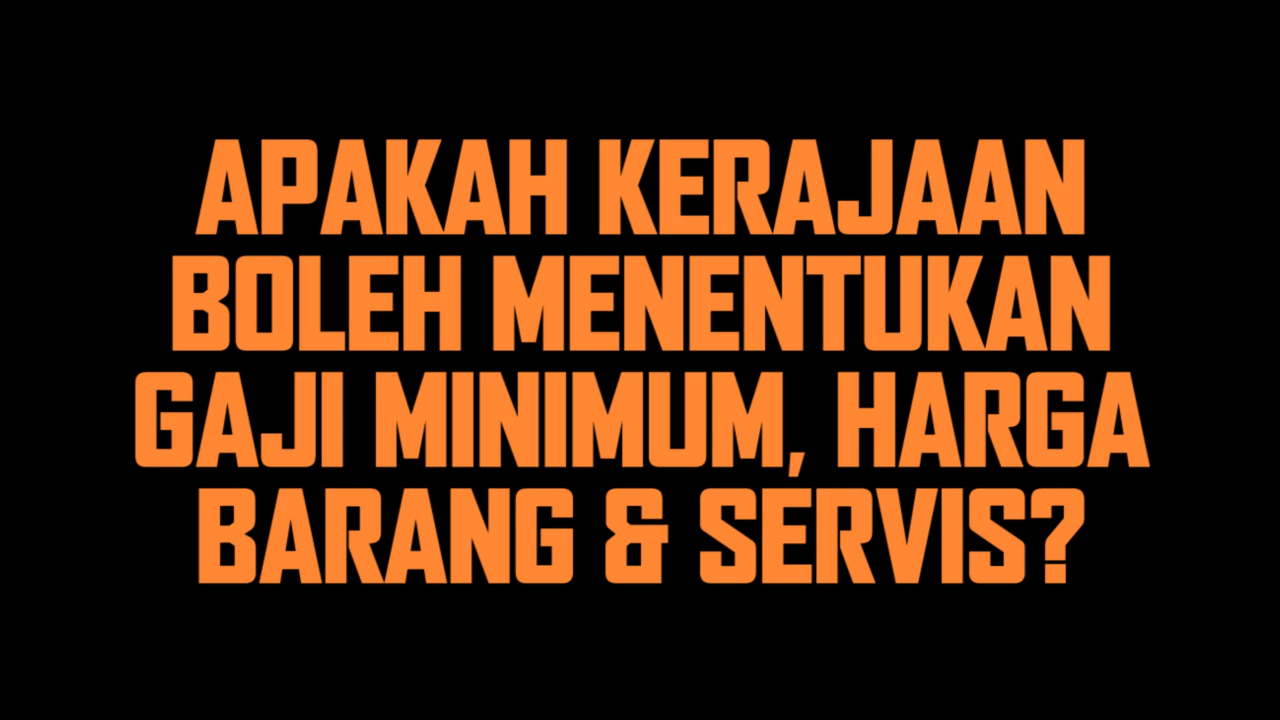 APAKAH KERAJAAN
BOLEH MENENTUKAN
GAJI MINIMUM, HARGA
BARANG & SERVIS?